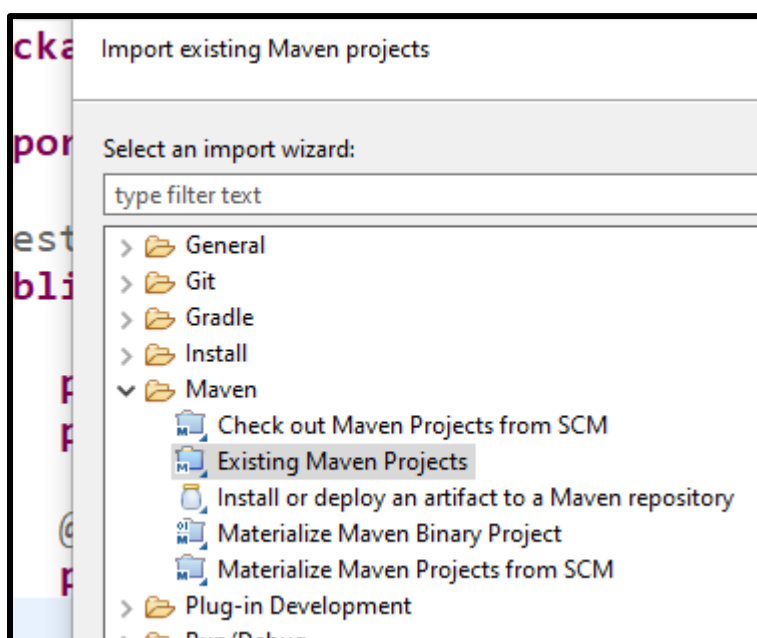 Import existing Maven projects
Select an import wizard:
type filter text
General
Git
Gradle
Install
Maven
Check out Maven Projects from SCM
Existing Maven Projects
Install or deploy an artifact to a Maven repository
Materialize Maven Binary Project
Materialize Maven Projects from SCM
Plug-in Development